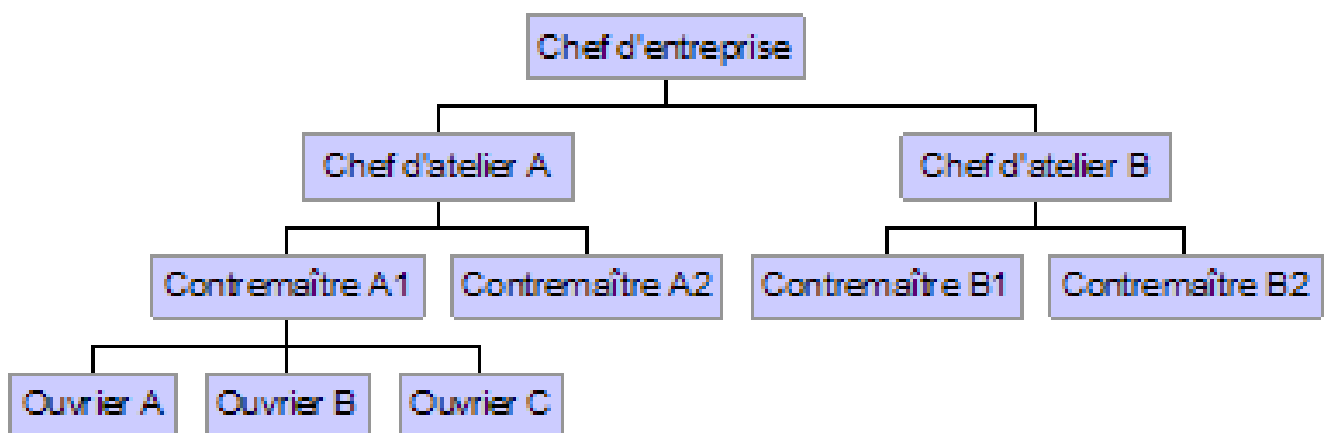 Chef d'entreprise
Chef d'atelier A
Chef d'atelier B
Contremaître A1
Contremaître A2
Contremaître B1
Contremaître B2
Ouvrier A
Ouvrier B
Ouvrier C